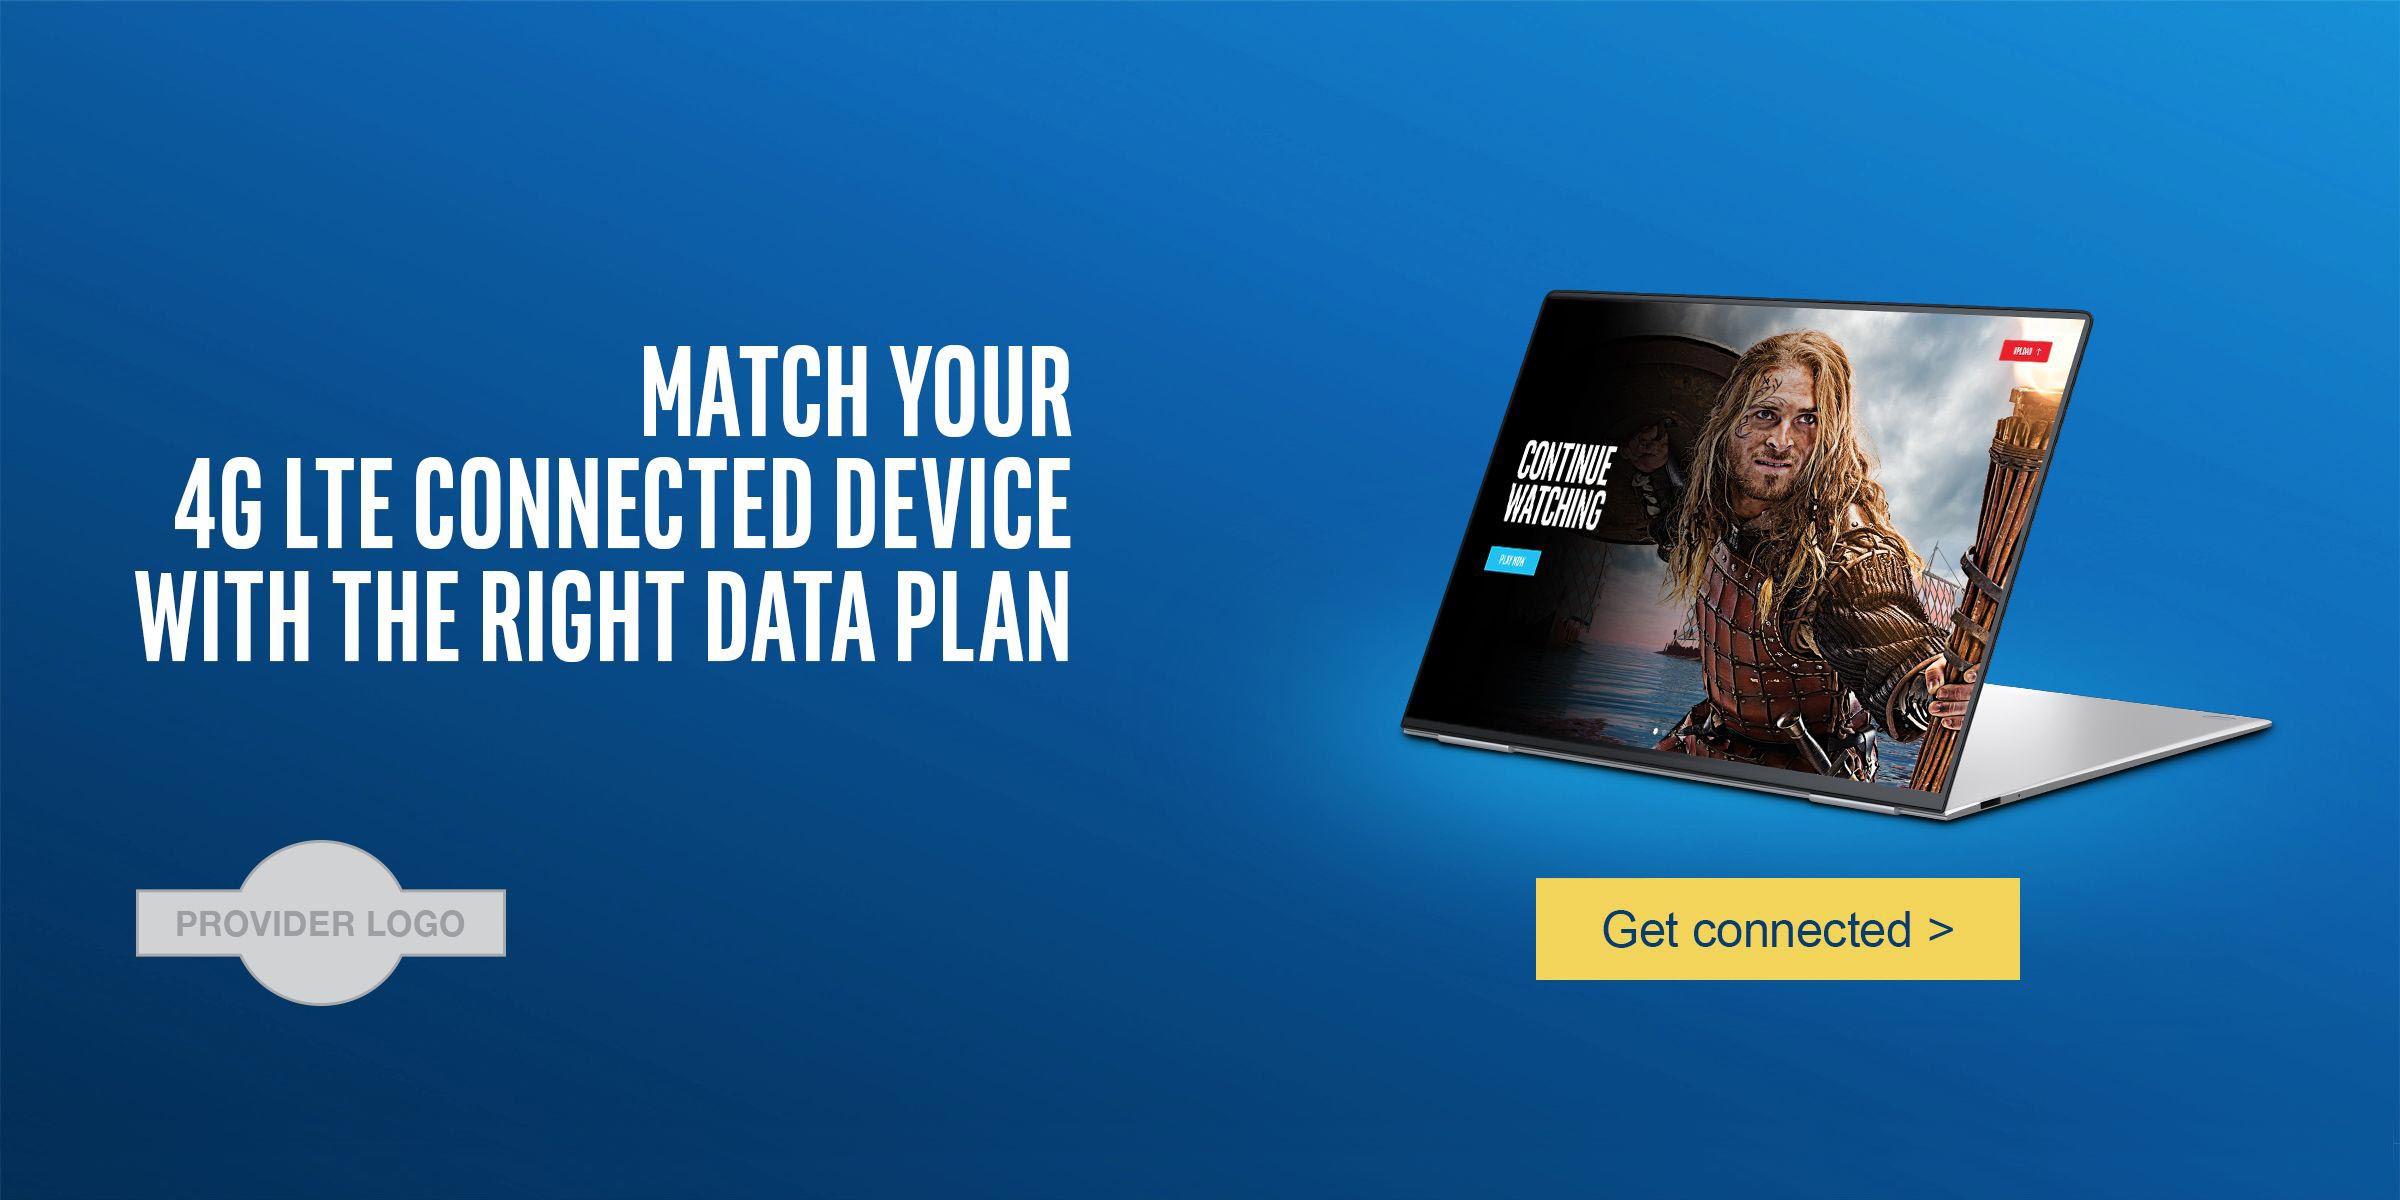 MATCH YOUR
4G LTE CONNECTED DEVICE
WITH THE RIGHT DATA PLAN
PROVIDER LOGO
UPLOAD ↑
CONTINUE
WATCHING
PLAY NOW
Get connected >